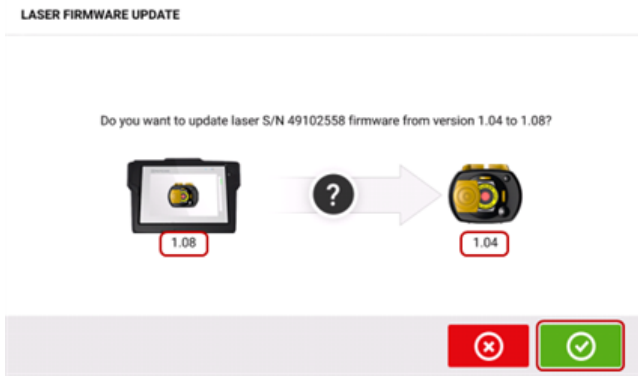 LASER FIRMWARE UPDATE
Do you want to update laser S/N 49102558 firmware from version 1.04 to 1.08?
?
1.08
1.04